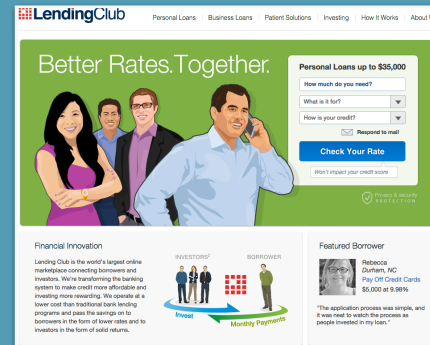 LendingClub
Personal Loans Business Loans Patient Solutions Investing How It Works About
Better Rates.Together.
Personal Loans up to $35,000
How much do you need?
What is it for?
How is your credit?
Respond to mail
Check Your Rate
Won't impact your credit score
Privacy & security
PROTECTION
Financial Innovation
Lending Club is the world's largest online
marketplace connecting borrowers and
investors. We're transforming the banking
system to make credit more affordable and
investing more rewarding. We operate at a
lower cost than traditional bank lending
programs and pass the savings on to
borrowers in the form of lower rates and to
investors in the form of solid returns.
INVESTORS² BORROWER
Invest
Monthly Payments
Featured Borrower
Rebecca
Durham, NC
Pay Off Credit Cards
$5,000 at 9.98%
"The application process was simple, and
it was neet to watch the process as
people invested in my loan."